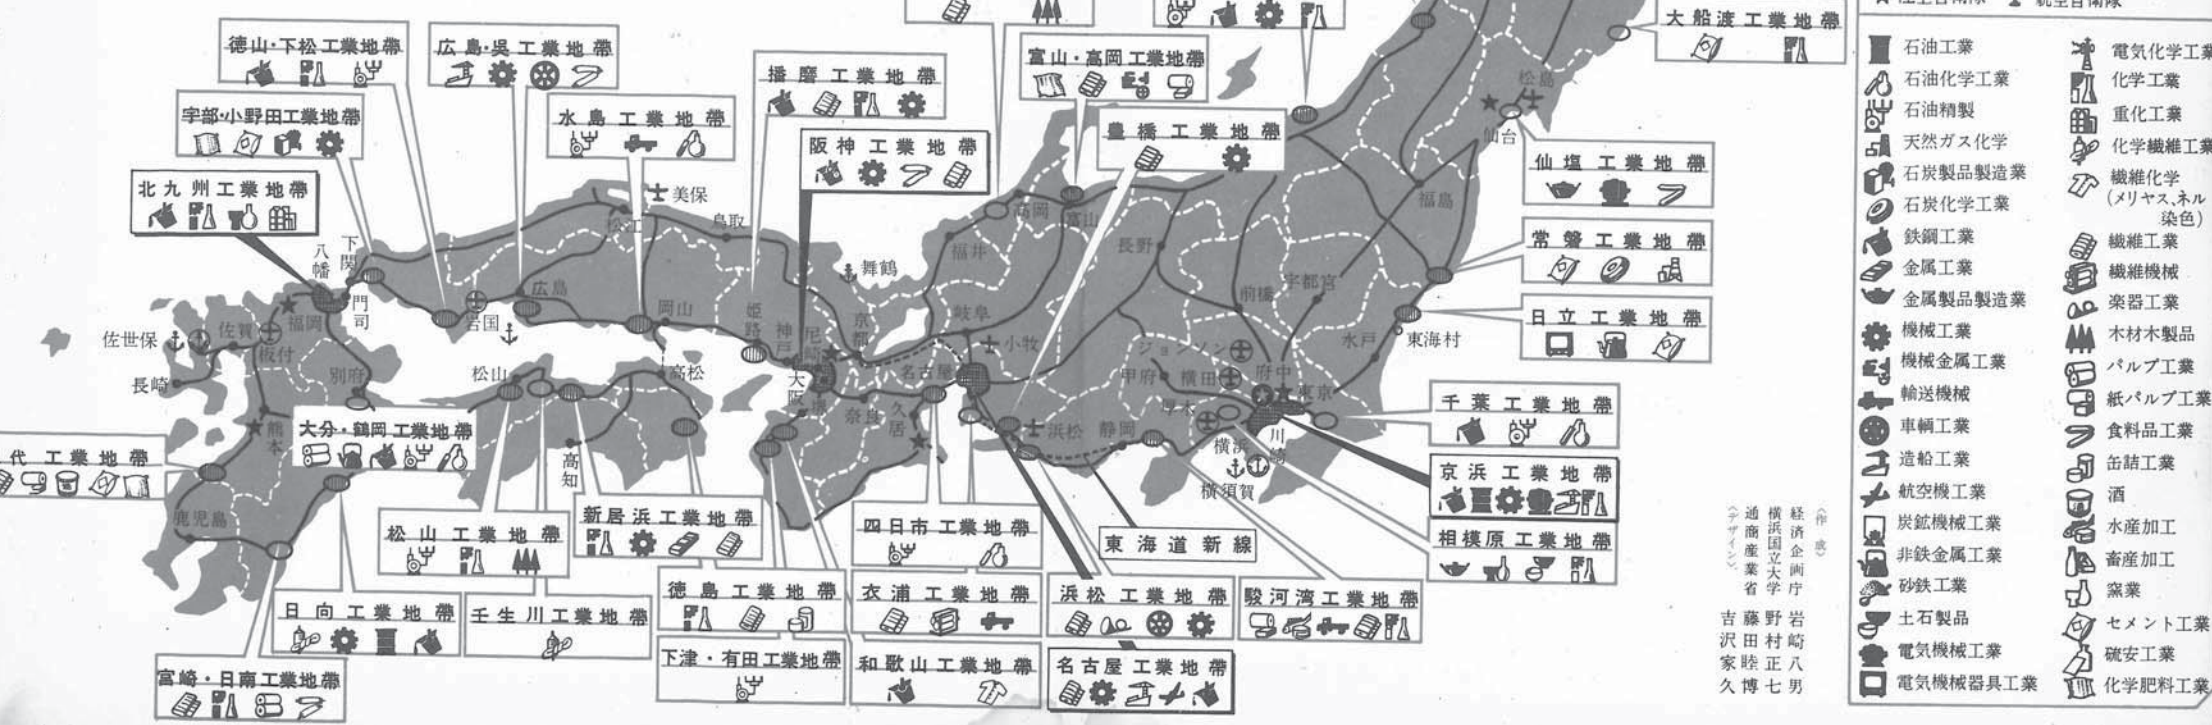 航空自衛隊
大船渡工業地帯
徳山・下松工業地帯
広島・呉工業地帯
富山・高岡工業地帯
播磨工業地帯
宇部・小野田工業地帯
水島工業地帯
豊橋工業地帯
阪神工業地帯
北九州工業地帯
仙塩工業地帯
常磐工業地帯
日立工業地帯
千葉工業地帯
京浜工業地帯
相模原工業地帯
代工業地帯
大分・鶴岡工業地帯
松山工業地帯
新居浜工業地帯
四日市工業地帯
東海道新線
日向工業地帯
壬生川工業地帯
徳島工業地帯
衣浦工業地帯
浜松工業地帯
駿河湾工業地帯
宮崎・日南工業地帯
下津・有田工業地帯
和歌山工業地帯
名古屋工業地帯
松島
仙台
福島
美保
松江
鳥取
舞鶴
高岡
富山
福井
長野
前橋
宇都宮
水戸
東海村
下関
八幡
門司
福岡
板付
佐賀
佐世保
長崎
別府
熊本
鹿児島
岩国
広島
岡山
姫路
神戸
尼崎
京都
大阪
堺
奈良
久居
岐阜
小牧
名古屋
松山
高松
高知
浜松
静岡
甲府
ジョンソン
横田
府中
東京
厚木
横浜
川崎
横須賀
石油工業
石油化学工業
石油精製
天然ガス化学
石炭製品製造業
石炭化学工業
鉄鋼工業
金属工業
金属製品製造業
機械工業
機械金属工業
輸送機械
車輌工業
造船工業
航空機工業
炭鉱機械工業
非鉄金属工業
砂鉄工業
土石製品
電気機械工業
電気機械器具工業
電気化学工業
化学工業
重化工業
化学繊維工業
繊維化学
(メリヤス、ネル
染色)
繊維工業
繊維機械
楽器工業
木材木製品
パルプ工業
紙パルプ工業
食料品工業
缶詰工業
酒
水産加工
畜産加工
窯業
セメント工業
硫安工業
化学肥料工業
〈作成〉
経済企画庁 岩崎八男
横浜国立大学 野村正七
通商産業省 藤田睦博
〈デザイン〉 吉沢家久